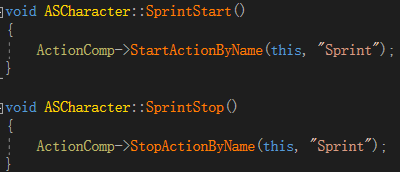 void ASCharacter::SprintStart()
{
ActionComp->StartActionByName(this, "Sprint");
}
void ASCharacter::SprintStop()
{
ActionComp->StopActionByName(this, "Sprint");
}